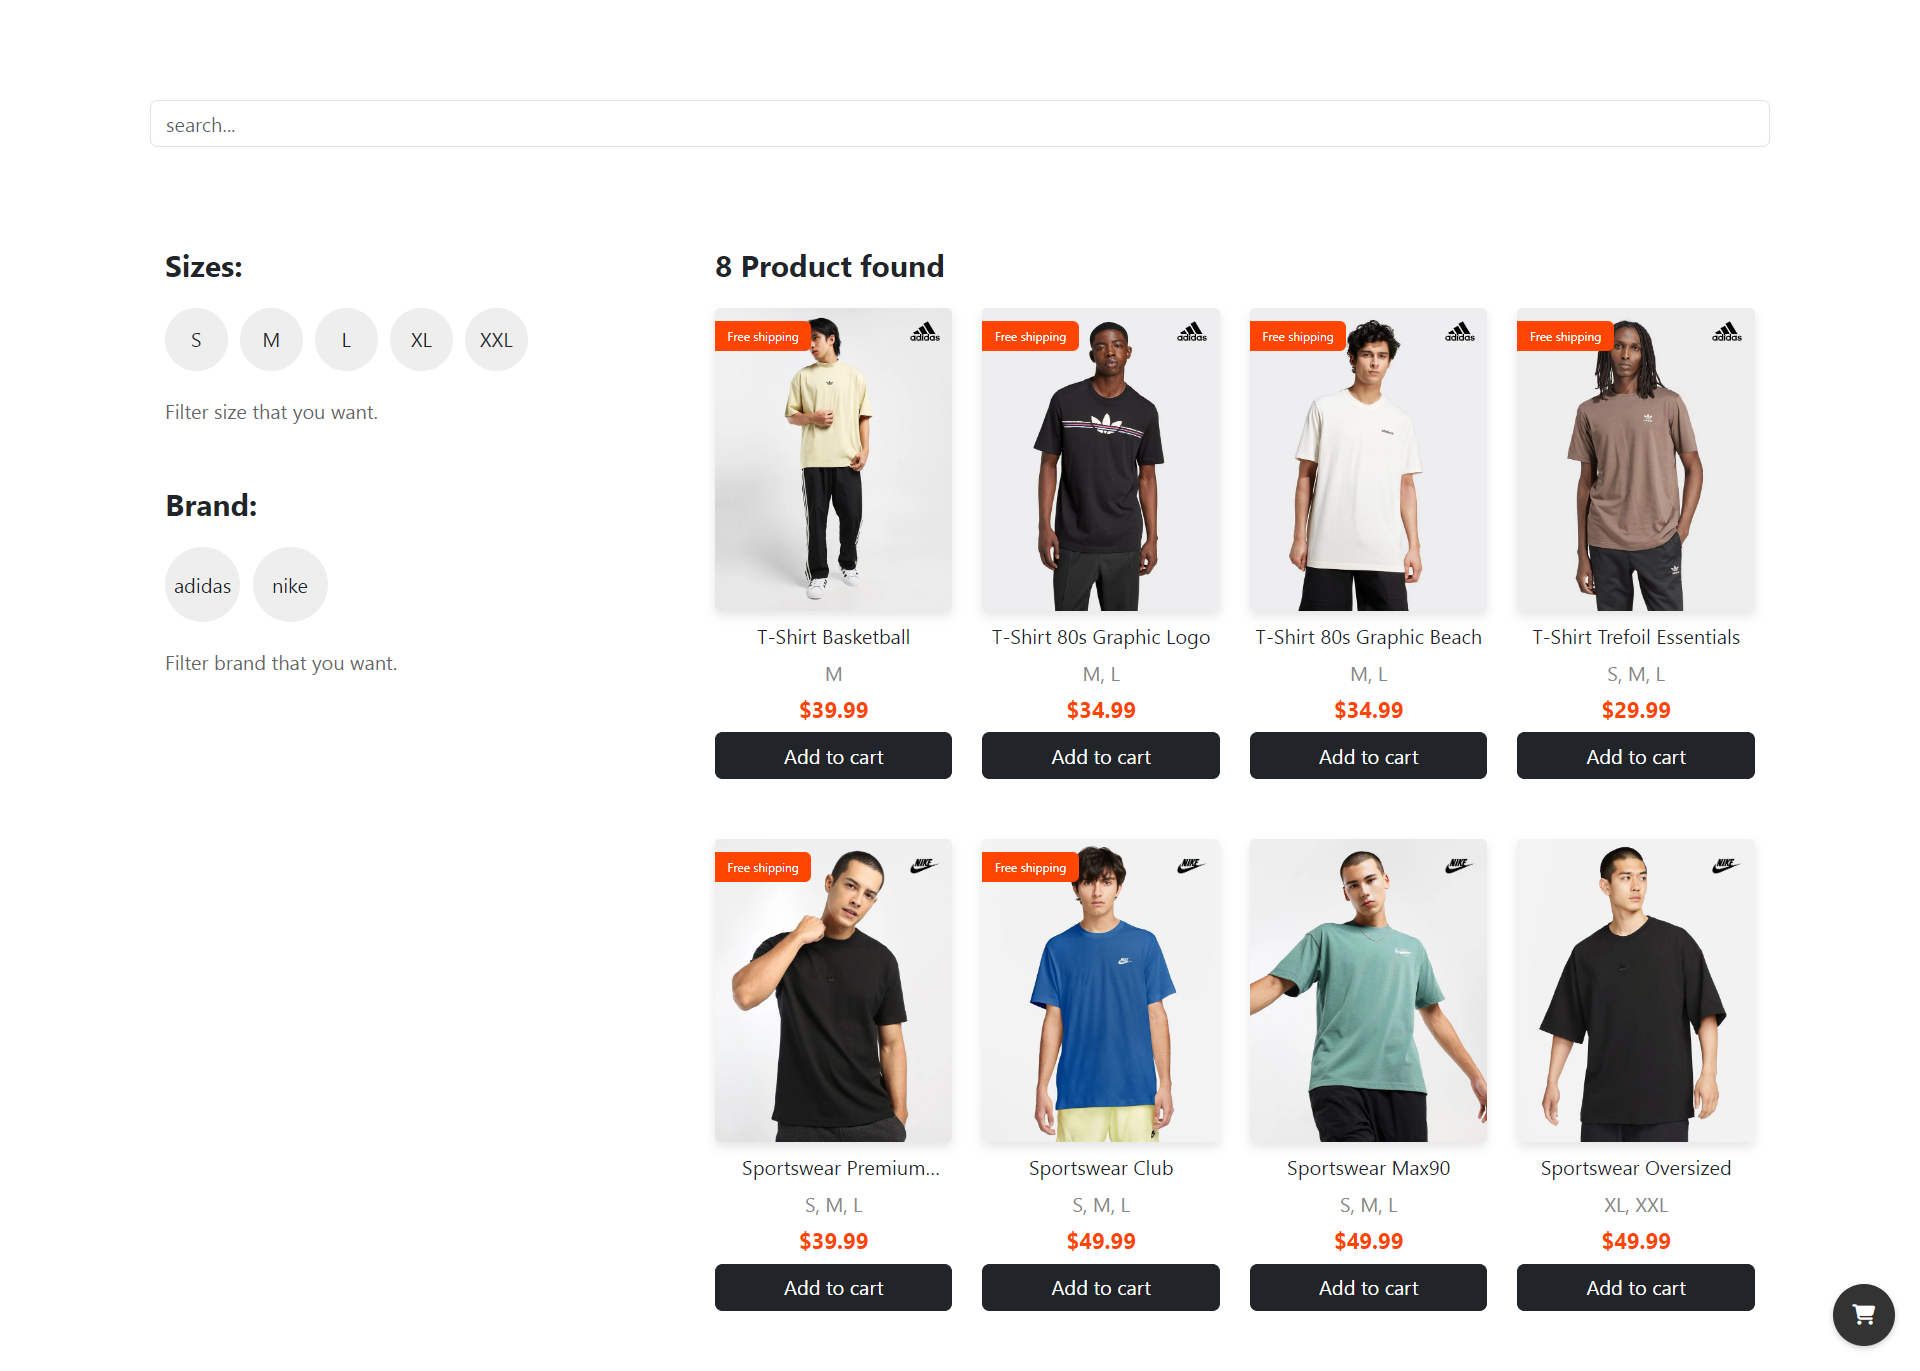 search...
Sizes:
S
M
L
XL
XXL
Filter size that you want.
Brand:
adidas
nike
Filter brand that you want.
8 Product found
Free shipping
adidas
T-Shirt Basketball
M
$39.99
Add to cart
Free shipping
adidas
T-Shirt 80s Graphic Logo
M, L
$34.99
Add to cart
Free shipping
adidas
T-Shirt 80s Graphic Beach
M, L
$34.99
Add to cart
Free shipping
adidas
T-Shirt Trefoil Essentials
S, M, L
$29.99
Add to cart
Free shipping
NIKE
Sportswear Premium...
S, M, L
$39.99
Add to cart
Free shipping
NIKE
Sportswear Club
S, M, L
$49.99
Add to cart
NIKE
Sportswear Max90
S, M, L
$49.99
Add to cart
NIKE
Sportswear Oversized
XL, XXL
$49.99
Add to cart